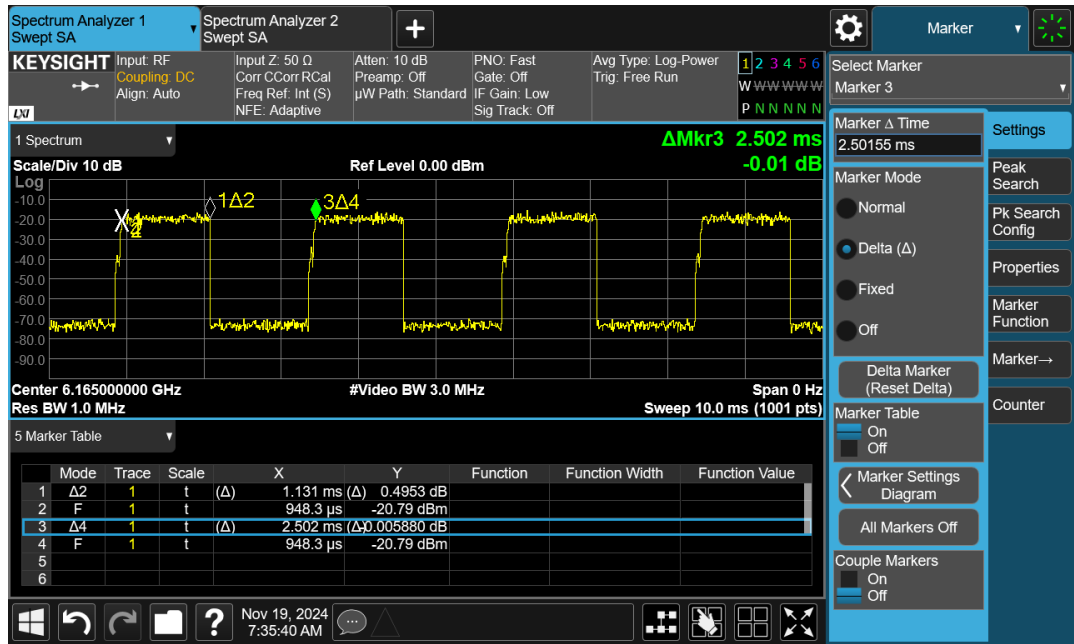 Spectrum Analyzer 1
Swept SA
Spectrum Analyzer 2
Swept SA
Marker
KEYSIGHT
LXI
Input: RF
Coupling: DC
Align: Auto
Input Z: 50 Ω
Corr CCorr RCal
Freq Ref: Int (S)
NFE: Adaptive
Atten: 10 dB
Preamp: Off
µW Path: Standard
PNO: Fast
Gate: Off
IF Gain: Low
Sig Track: Off
Avg Type: Log-Power
Trig: Free Run
1 2 3 4 5 6
W W W W W W
P N N N N N
Select Marker
Marker 3
1 Spectrum
ΔMkr3 2.502 ms
-0.01 dB
Scale/Div 10 dB
Ref Level 0.00 dBm
Log
-10.0
-20.0
-30.0
-40.0
-50.0
-60.0
-70.0
-80.0
-90.0
1Δ2
3Δ4
Center 6.165000000 GHz
#Video BW 3.0 MHz
Span 0 Hz
Res BW 1.0 MHz
Sweep 10.0 ms (1001 pts)
5 Marker Table
Mode Trace Scale X Y Function Function Width Function Value
1 Δ2 1 t (Δ) 1.131 ms (Δ) 0.4953 dB
2 F 1 t 948.3 µs -20.79 dBm
3 Δ4 1 t (Δ) 2.502 ms (Δ)-0.005880 dB
4 F 1 t 948.3 µs -20.79 dBm
5
6
Marker Δ Time
2.50155 ms
Marker Mode
Normal
Delta (Δ)
Fixed
Off
Delta Marker
(Reset Delta)
Marker Table
On
Off
Marker Settings
Diagram
All Markers Off
Couple Markers
On
Off
Settings
Peak
Search
Pk Search
Config
Properties
Marker
Function
Marker→
Counter
Nov 19, 2024
7:35:40 AM